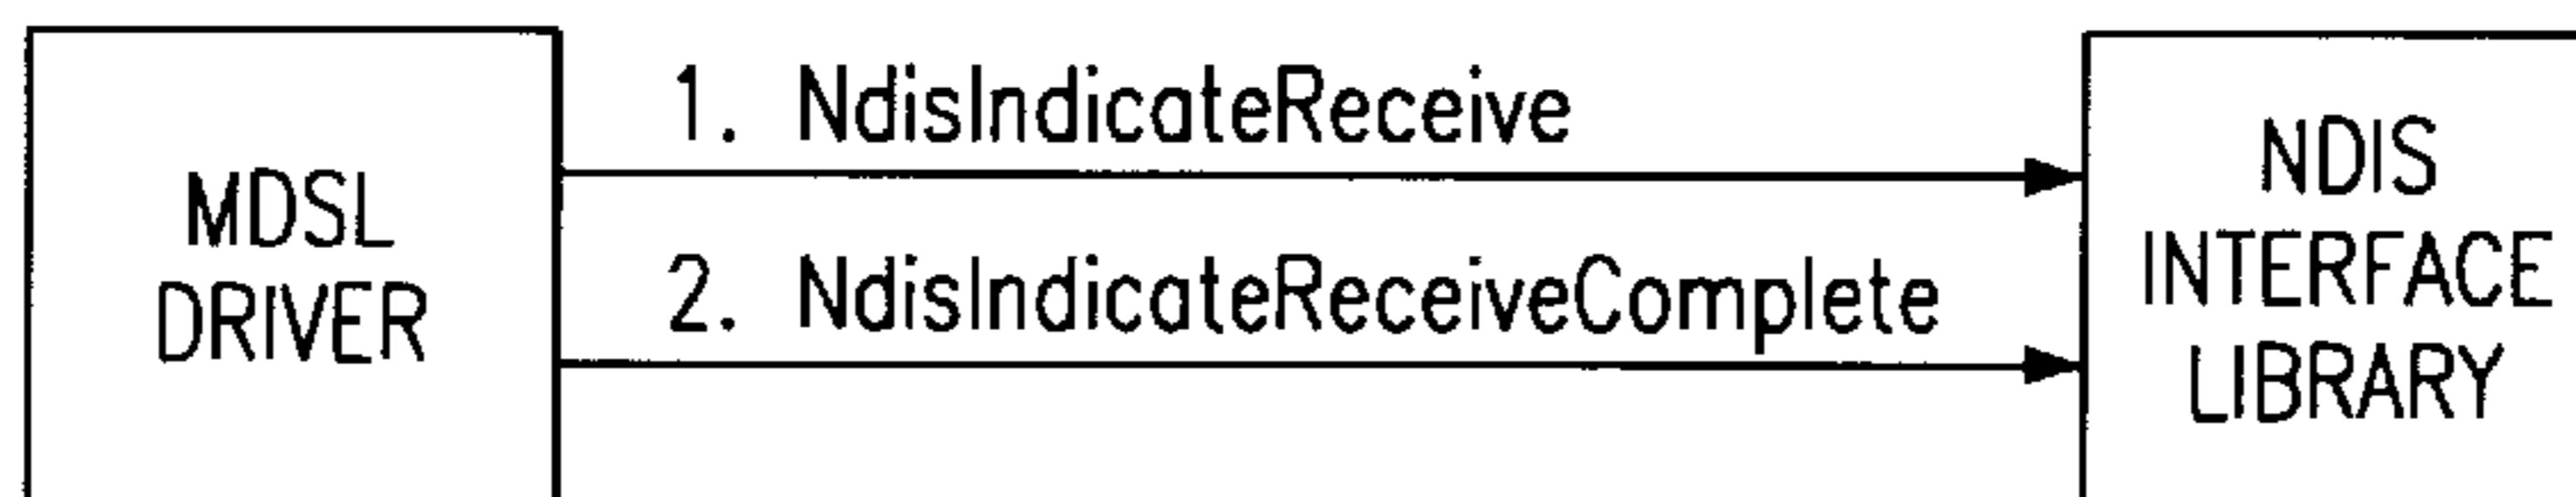 MDSL
DRIVER
1. NdisIndicateReceive
2. NdisIndicateReceiveComplete
NDIS
INTERFACE
LIBRARY